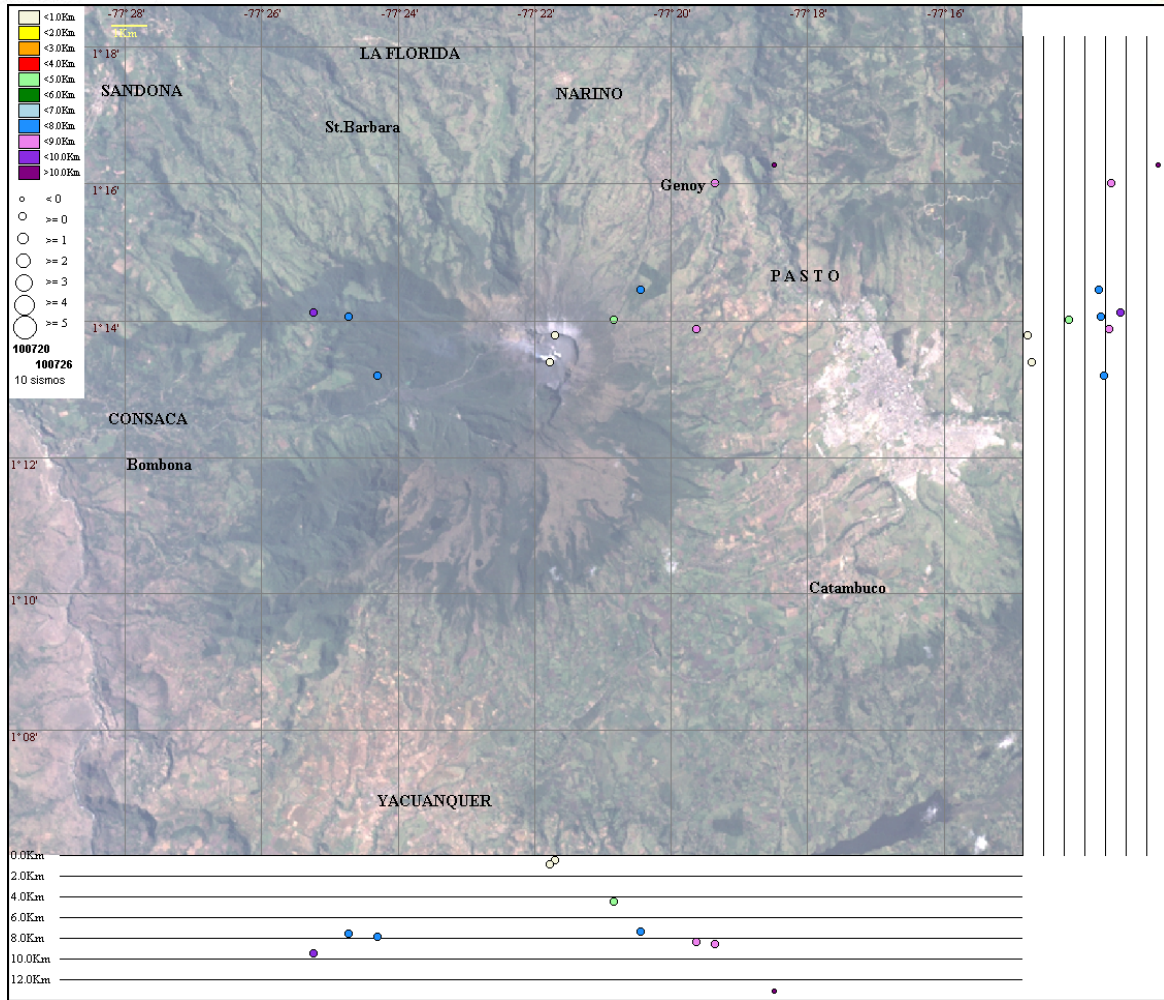 -77° 28'
-77° 26'
-77° 24'
-77° 22'
-77° 20'
-77° 18'
-77° 16'
<1.0Km
<2.0Km
<3.0Km
<4.0Km
<5.0Km
<6.0Km
<7.0Km
<8.0Km
<9.0Km
<10.0Km
>10.0Km
< 0
>= 0
>= 1
>= 2
>= 3
>= 4
>= 5
100720
100726
10 sismos
1° 18'
1° 16'
1° 14'
1° 12'
1° 10'
1° 08'
LA FLORIDA
SANDONA
NARINO
St.Barbara
Genoy
P A S T O
CONSACA
Bombona
Catambuco
YACUANQUER
0.0Km
2.0Km
4.0Km
6.0Km
8.0Km
10.0Km
12.0Km